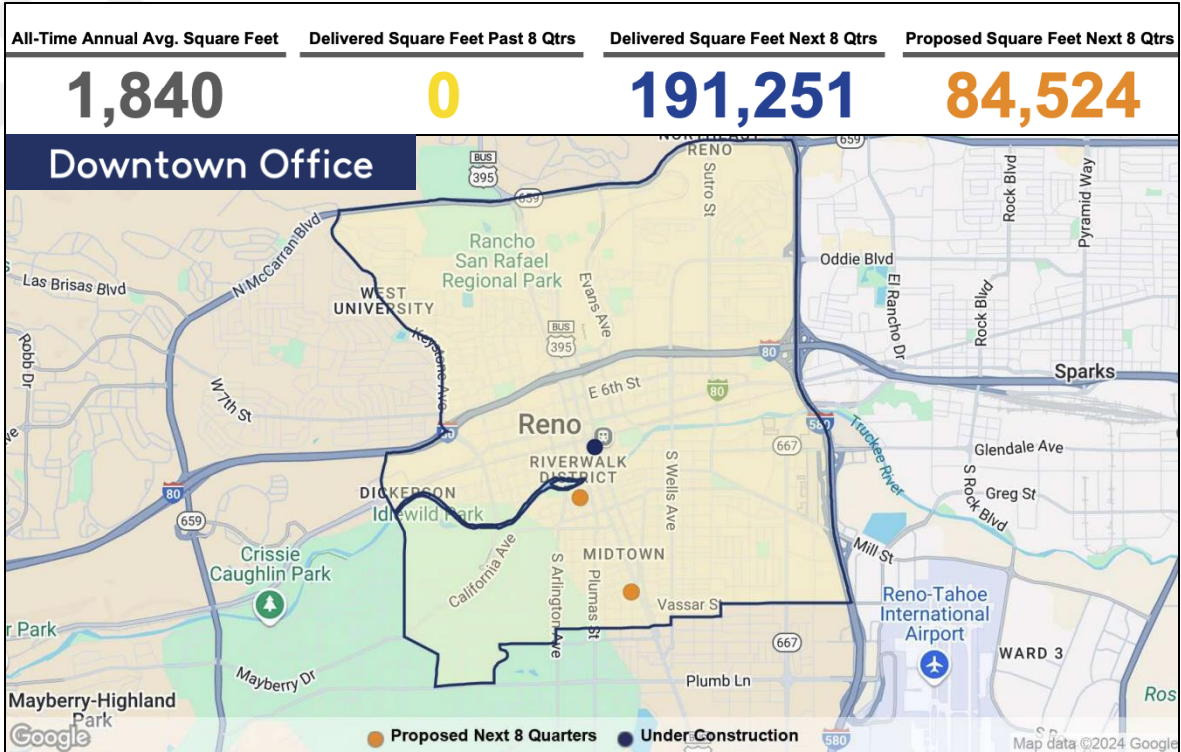 All-Time Annual Avg. Square Feet
Delivered Square Feet Past 8 Qtrs
Delivered Square Feet Next 8 Qtrs
Proposed Square Feet Next 8 Qtrs
1,840
0
191,251
84,524
Downtown Office
NORTHEAST
RENO
BUS
395
659
659
N McCarran Blvd
Las Brisas Blvd
Robb Dr
W 7th St
WEST
UNIVERSITY
Keystone Ave
Rancho
San Rafael
Regional Park
Evans Ave
Sutro St
BUS
395
80
E 6th St
80
Oddie Blvd
El Rancho Dr
Rock Blvd
Rock Blvd
Pyramid Way
Sparks
Reno
RIVERWALK
DISTRICT
80
580
667
Truckee River
Glendale Ave
S Rock Blvd
Greg St
Mill St
80
659
DICKERSON
Idlewild Park
Crissie
Caughlin Park
California Ave
S Arlington Ave
Plumas St
S Wells Ave
MIDTOWN
Vassar St
Reno-Tahoe
International
Airport
WARD 3
667
r Park
Mayberry Dr
Plumb Ln
Mayberry-Highland
Park
Ros
580
Google
Proposed Next 8 Quarters
Under Construction
Map data ©2024 Google